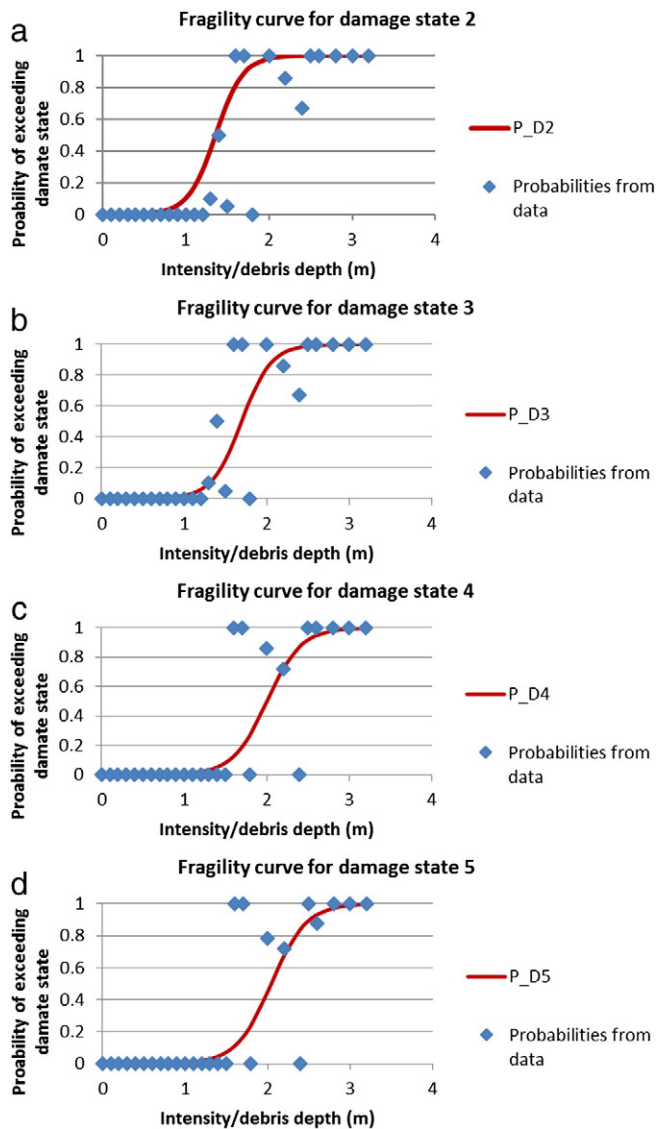 a
Fragility curve for damage state 2
Proability of exceeding
damate state
1
0.8
0.6
0.4
0.2
0
0 1 2 3 4
Intensity/debris depth (m)
P_D2
Probabilities from
data
b
Fragility curve for damage state 3
Proability of exceeding
damate state
1
0.8
0.6
0.4
0.2
0
0 1 2 3 4
Intensity/debris depth (m)
P_D3
Probabilities from
data
c
Fragility curve for damage state 4
Proability of exceeding
damate state
1
0.8
0.6
0.4
0.2
0
0 1 2 3 4
Intensity/debris depth (m)
P_D4
Probabilities from
data
d
Fragility curve for damage state 5
Proability of exceeding
damate state
1
0.8
0.6
0.4
0.2
0
0 1 2 3 4
Intensity/debris depth (m)
P_D5
Probabilities from
data